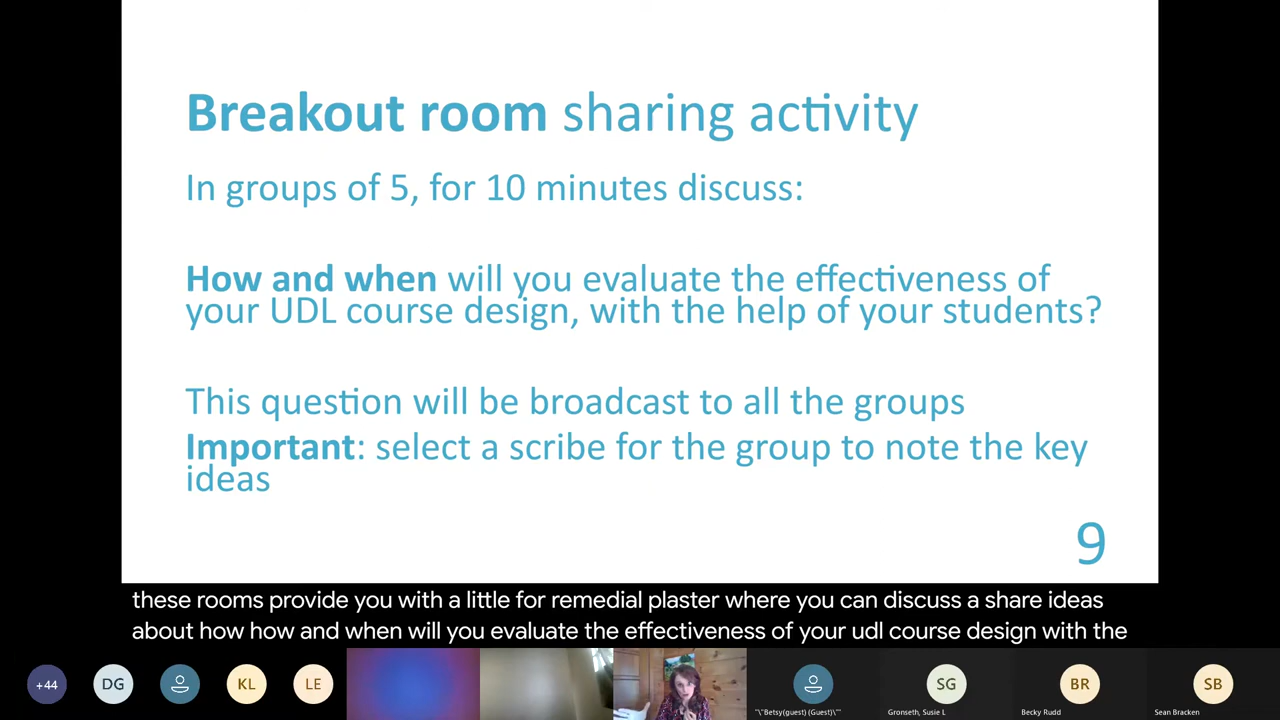 Breakout room sharing activity
In groups of 5, for 10 minutes discuss:
How and when will you evaluate the effectiveness of
your UDL course design, with the help of your students?
This question will be broadcast to all the groups
Important: select a scribe for the group to note the key
ideas
9
these rooms provide you with a little for remedial plaster where you can discuss a share ideas
about how how and when will you evaluate the effectiveness of your udl course design with the
+44
DG
KL
LE
SG
BR
SB
"\"Betsy(guest) (Guest)\""
Gronseth, Susie L
Becky Rudd
Sean Bracken